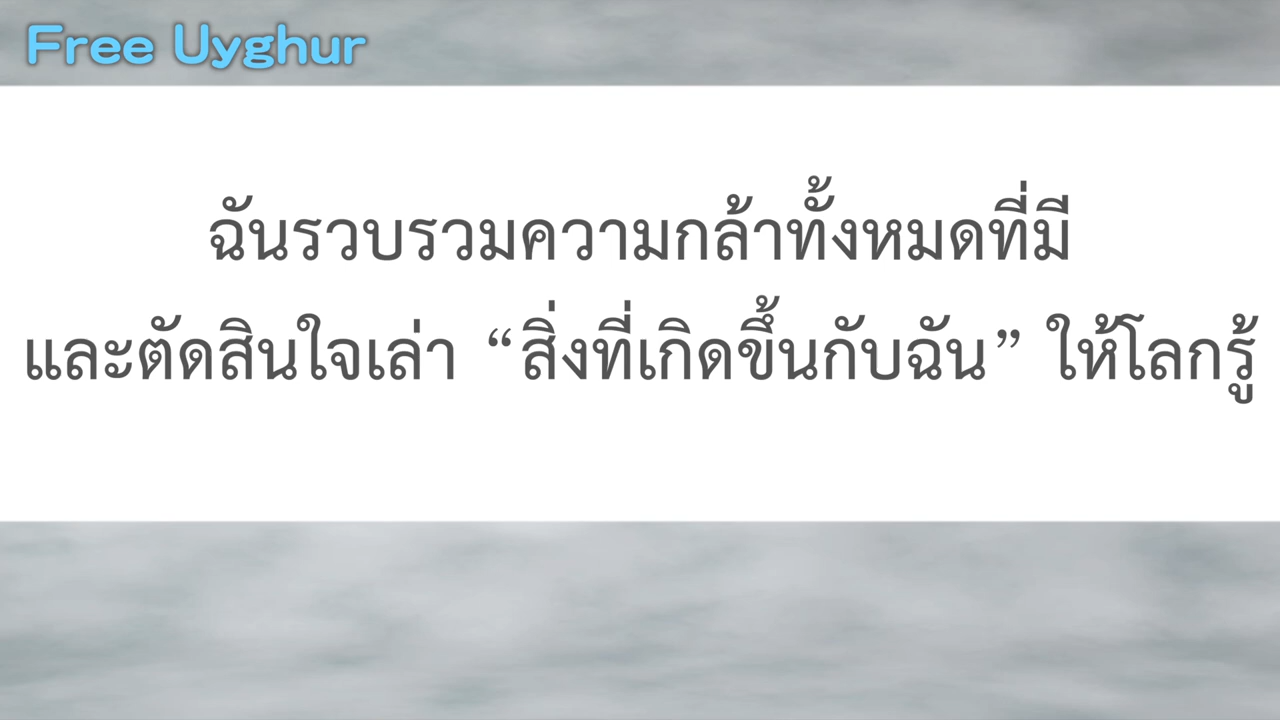 Free Uyghur
ฉันรวบรวมความกล้าทั้งหมดที่มี
และตัดสินใจเล่า “สิ่งที่เกิดขึ้นกับฉัน” ให้โลกรู้